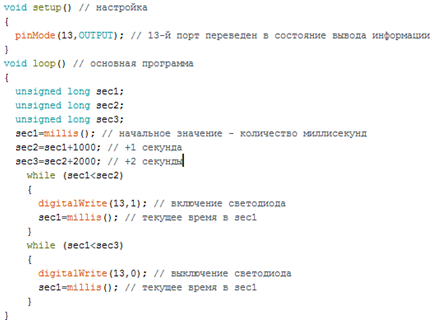 void setup() // настройка
{
  pinMode(13,OUTPUT); // 13-й порт переведен в состояние вывода информации
}
void loop() // основная программа
{
  unsigned long sec1;
  unsigned long sec2;
  unsigned long sec3;
  sec1=millis(); // начальное значение - количество миллисекунд
  sec2=sec1+1000; // +1 секунда
  sec3=sec2+2000; // +2 секунды
    while (sec1<sec2)
    {
      digitalWrite(13,1); // включение светодиода
      sec1=millis(); // текущее время в sec1
    }
    while (sec1<sec3)
    {
      digitalWrite(13,0); // выключение светодиода
      sec1=millis(); // текущее время в sec1
    }
}